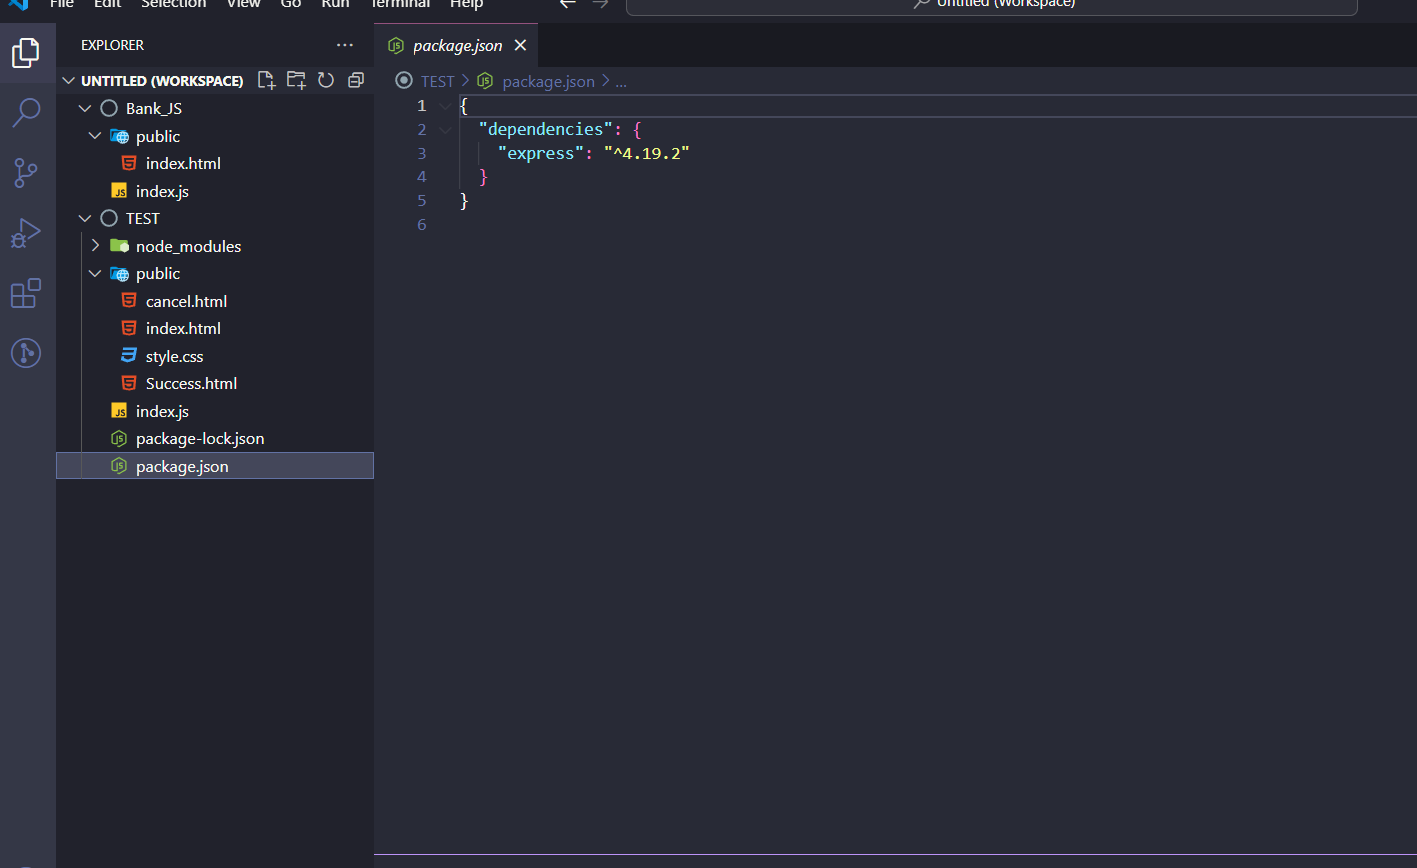 File Edit Selection View Go Run Terminal Help
Untitled (Workspace)
EXPLORER
UNTITLED (WORKSPACE)
Bank_JS
public
index.html
index.js
TEST
node_modules
public
cancel.html
index.html
style.css
Success.html
index.js
package-lock.json
package.json
package.json
TEST > package.json > ...
1 {
2 "dependencies": {
3 "express": "^4.19.2"
4 }
5 }
6